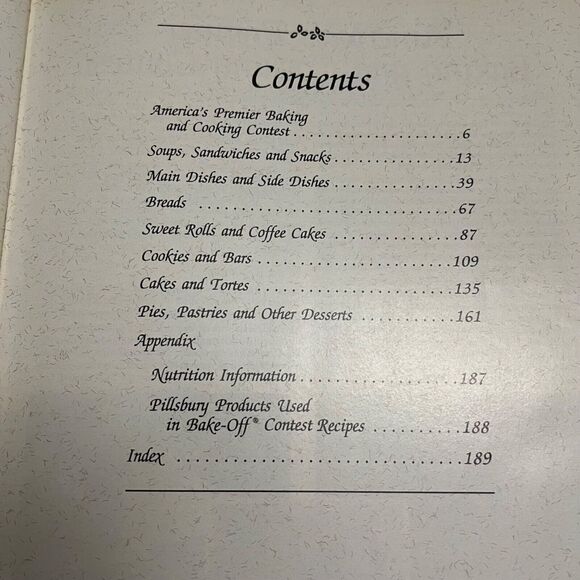 Contents
America's Premier Baking
and Cooking Contest......................6
Soups, Sandwiches and Snacks................13
Main Dishes and Side Dishes................39
Breads ................................67
Sweet Rolls and Coffee Cakes ...............87
Cookies and Bars........................109
Cakes and Tortes ........................135
Pies, Pastries and Other Desserts ...........161
Appendix
Nutrition Information...................187
Pillsbury Products Used
in Bake-Off® Contest Recipes ..........188
Index ................................189